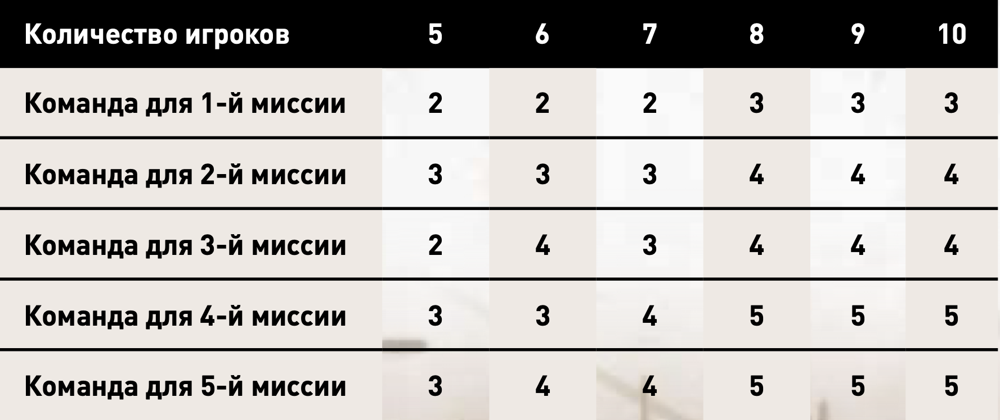 Количество игроков 5 6 7 8 9 10
Команда для 1-й миссии 2 2 2 3 3 3
Команда для 2-й миссии 3 3 3 4 4 4
Команда для 3-й миссии 2 4 3 4 4 4
Команда для 4-й миссии 3 3 4 5 5 5
Команда для 5-й миссии 3 4 4 5 5 5